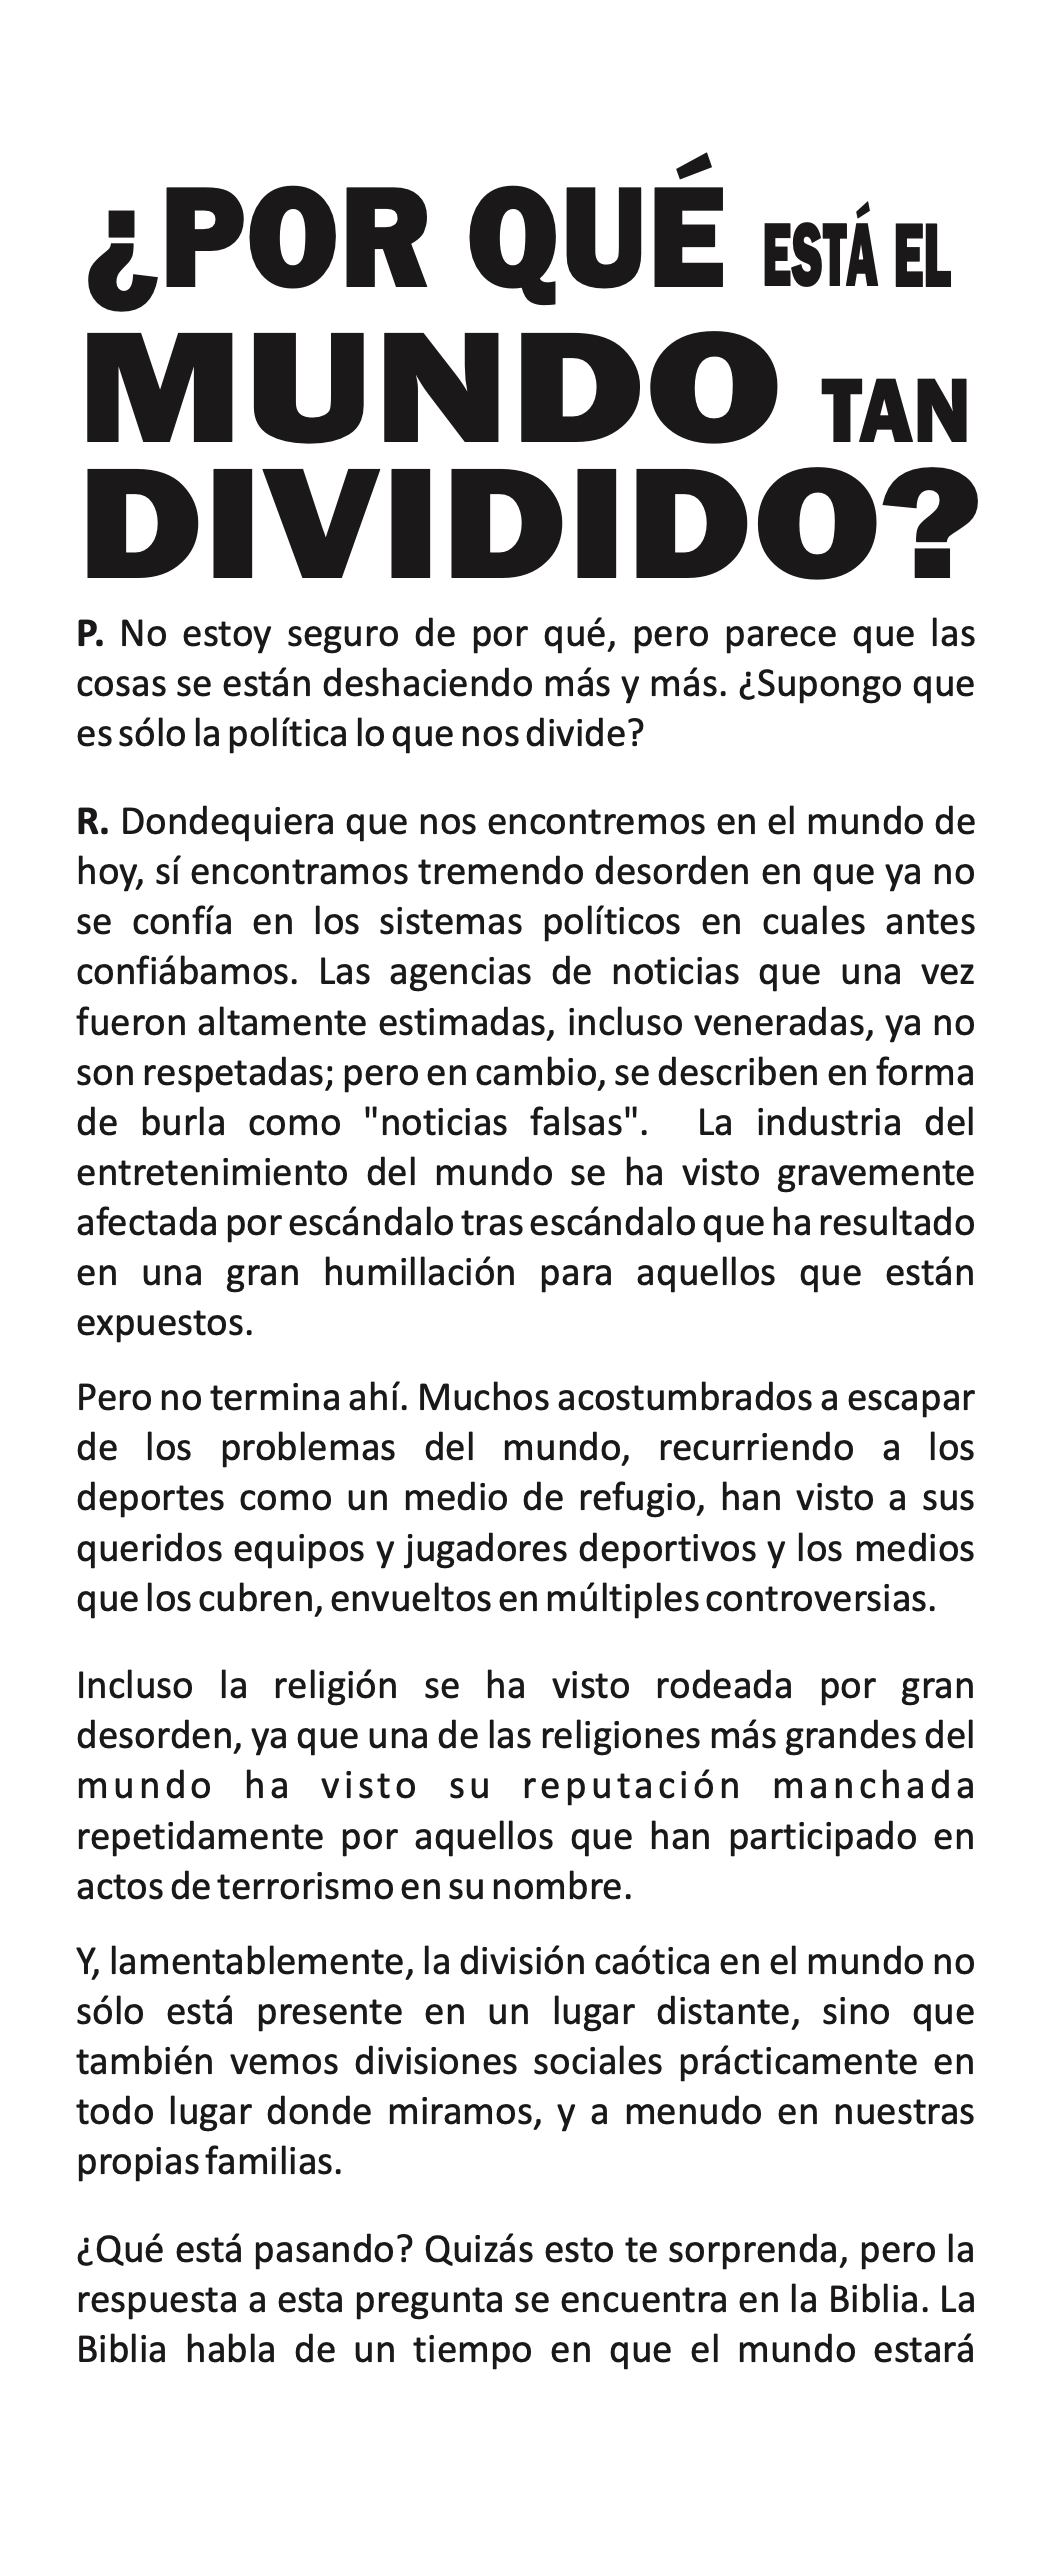 ¿POR QUÉ ESTÁ EL
MUNDO TAN
DIVIDIDO?
P. No estoy seguro de por qué, pero parece que las
cosas se están deshaciendo más y más. ¿Supongo que
es sólo la política lo que nos divide?
R. Dondequiera que nos encontremos en el mundo de
hoy, sí encontramos tremendo desorden en que ya no
se confía en los sistemas políticos en cuales antes
confiábamos. Las agencias de noticias que una vez
fueron altamente estimadas, incluso veneradas, ya no
son respetadas; pero en cambio, se describen en forma
de burla como "noticias falsas". La industria del
entretenimiento del mundo se ha visto gravemente
afectada por escándalo tras escándalo que ha resultado
en una gran humillación para aquellos que están
expuestos.
Pero no termina ahí. Muchos acostumbrados a escapar
de los problemas del mundo, recurriendo a los
deportes como un medio de refugio, han visto a sus
queridos equipos y jugadores deportivos y los medios
que los cubren, envueltos en múltiples controversias.
Incluso la religión se ha visto rodeada por gran
desorden, ya que una de las religiones más grandes del
mundo ha visto su reputación manchada
repetidamente por aquellos que han participado en
actos de terrorismo en su nombre.
Y, lamentablemente, la división caótica en el mundo no
sólo está presente en un lugar distante, sino que
también vemos divisiones sociales prácticamente en
todo lugar donde miramos, y a menudo en nuestras
propias familias.
¿Qué está pasando? Quizás esto te sorprenda, pero la
respuesta a esta pregunta se encuentra en la Biblia. La
Biblia habla de un tiempo en que el mundo estará